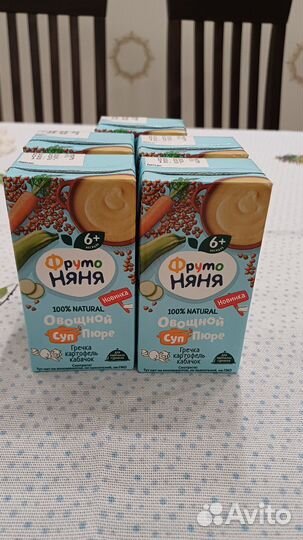 6+
Фруто
НЯНЯ
Новинка
100% NATURAL
Овощной
Суп Пюре
Гречка
картофель
кабачок
6+
Фруто
НЯНЯ
Новинка
100% NATURAL
Овощной
Суп Пюре
Гречка
картофель
кабачок
Avito